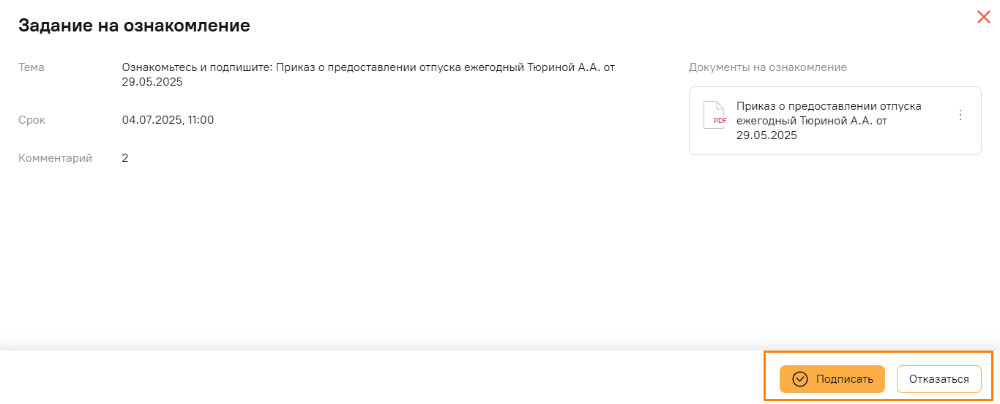 Задание на ознакомление
Тема
Ознакомьтесь и подпишите: Приказ о предоставлении отпуска ежегодный Тюриной А.А. от
29.05.2025
Срок
04.07.2025, 11:00
Комментарий
2
Документы на ознакомление
PDF
Приказ о предоставлении отпуска
ежегодный Тюриной А.А. от
29.05.2025
Подписать
Отказаться